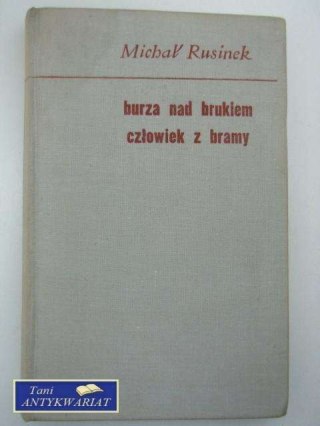 Michał Rusinek
burza nad brukiem
człowiek z bramy
Tani
ANTYKWARIAT